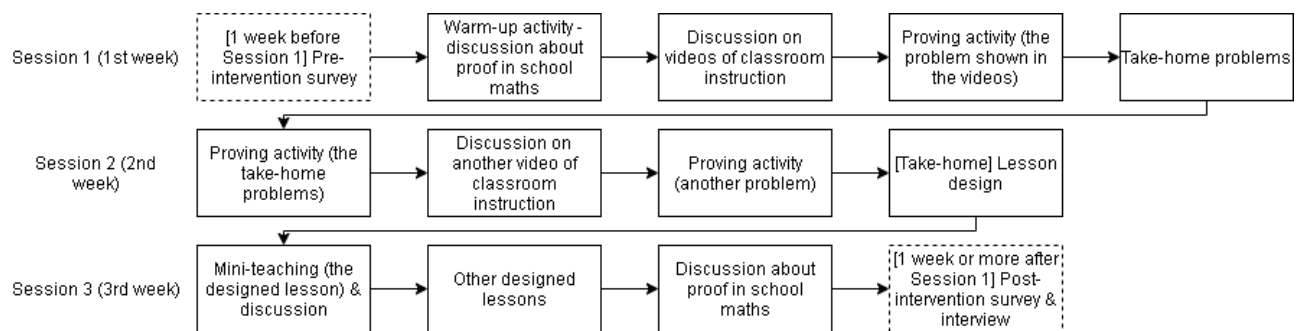 Session 1 (1st week)
[1 week before
Session 1] Pre-
intervention survey
Warm-up activity -
discussion about
proof in school
maths
Discussion on
videos of classroom
instruction
Proving activity (the
problem shown in
the videos)
Take-home problems
Session 2 (2nd
week)
Proving activity (the
take-home
problems)
Discussion on
another video of
classroom
instruction
Proving activity
(another problem)
[Take-home] Lesson
design
Session 3 (3rd week)
Mini-teaching (the
designed lesson) &
discussion
Other designed
lessons
Discussion about
proof in school
maths
[1 week or more after
Session 1] Post-
intervention survey &
interview